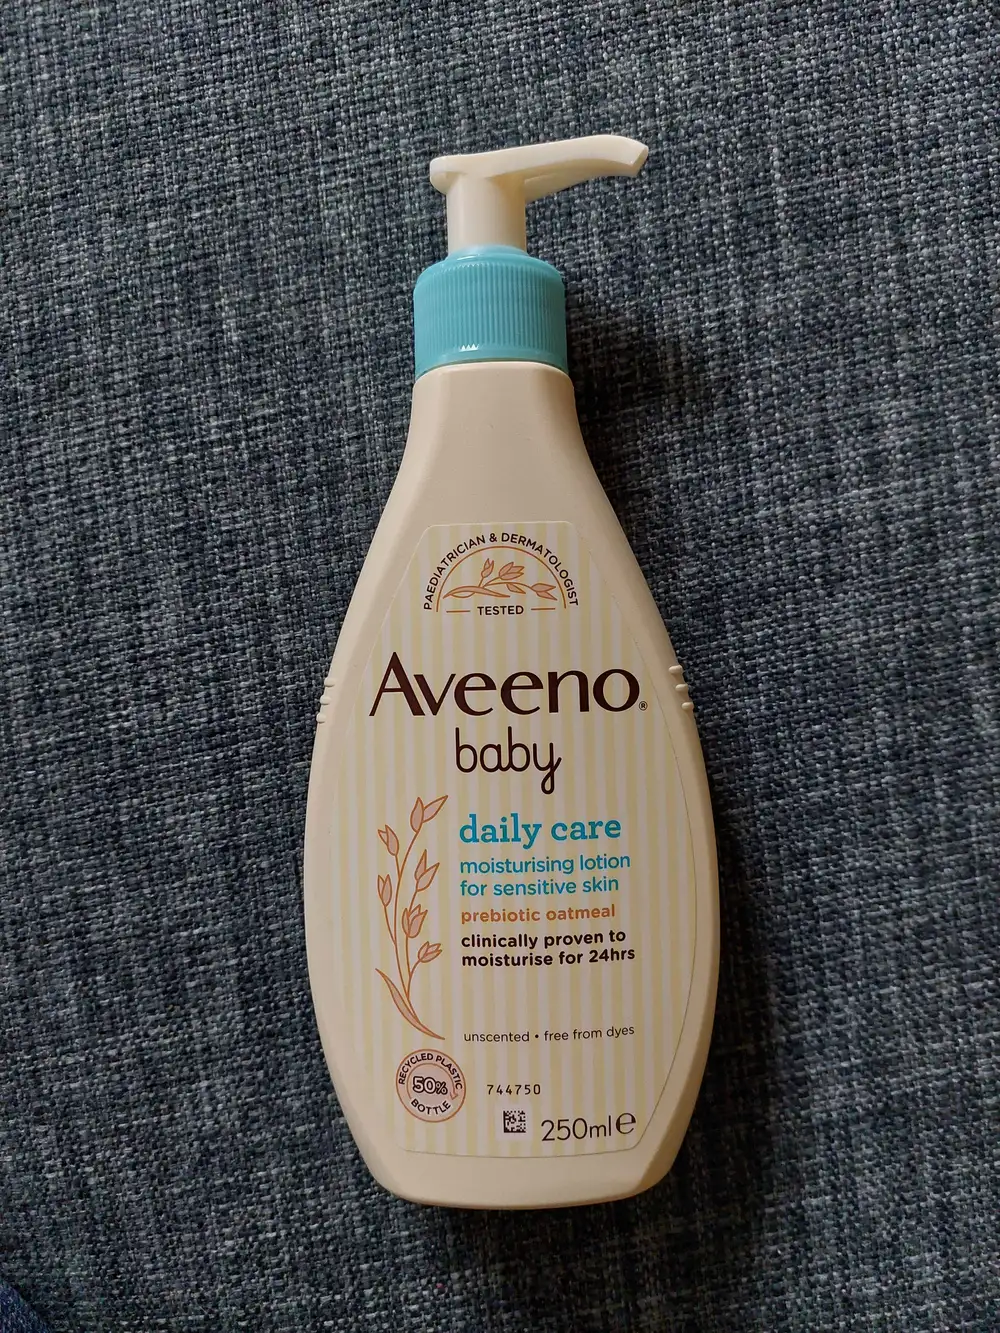 PAEDIATRICIAN & DERMATOLOGIST
TESTED
Aveeno®
baby
daily care
moisturising lotion
for sensitive skin
prebiotic oatmeal
clinically proven to
moisturise for 24hrs
unscented • free from dyes
RECYCLED PLASTIC
50%
BOTTLE
744750
250ml℮